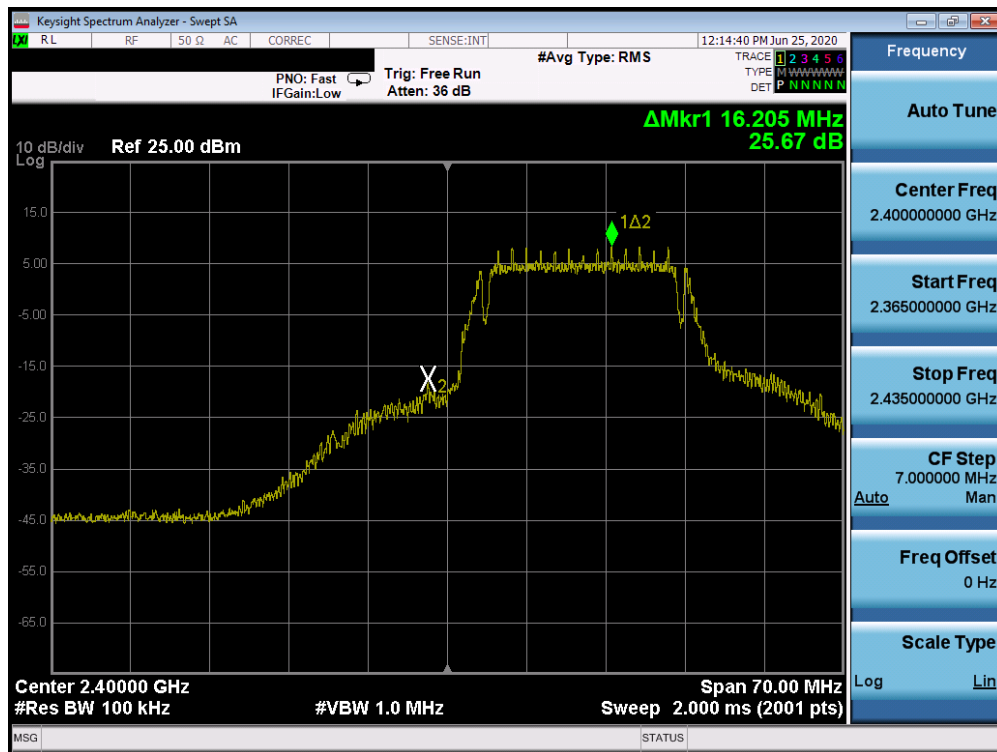 Keysight Spectrum Analyzer - Swept SA
LXI RL RF 50 Ω AC CORREC SENSE:INT 12:14:40 PM Jun 25, 2020
PNO: Fast
IFGain:Low
Trig: Free Run
Atten: 36 dB
#Avg Type: RMS
TRACE 1 2 3 4 5 6
TYPE M WWWWW
DET P N N N N N
ΔMkr1 16.205 MHz
25.67 dB
10 dB/div Ref 25.00 dBm
Log
15.0
5.00
-5.00
-15.0
-25.0
-35.0
-45.0
-55.0
-65.0
1Δ2
X2
Center 2.40000 GHz Span 70.00 MHz
#Res BW 100 kHz #VBW 1.0 MHz Sweep 2.000 ms (2001 pts)
MSG STATUS
Frequency
Auto Tune
Center Freq
2.400000000 GHz
Start Freq
2.365000000 GHz
Stop Freq
2.435000000 GHz
CF Step
7.000000 MHz
Auto Man
Freq Offset
0 Hz
Scale Type
Log Lin